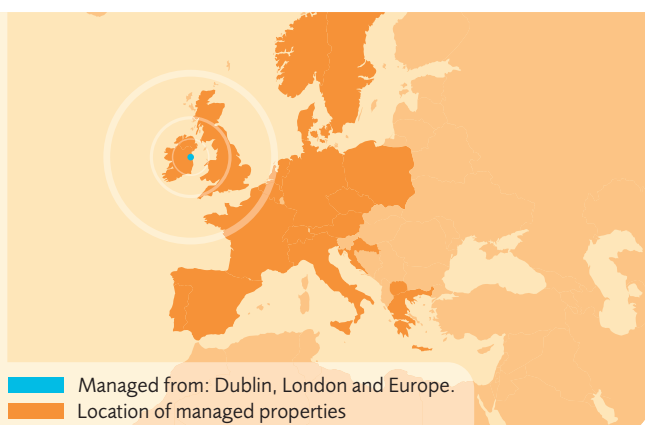 Managed from: Dublin, London and Europe.
Location of managed properties